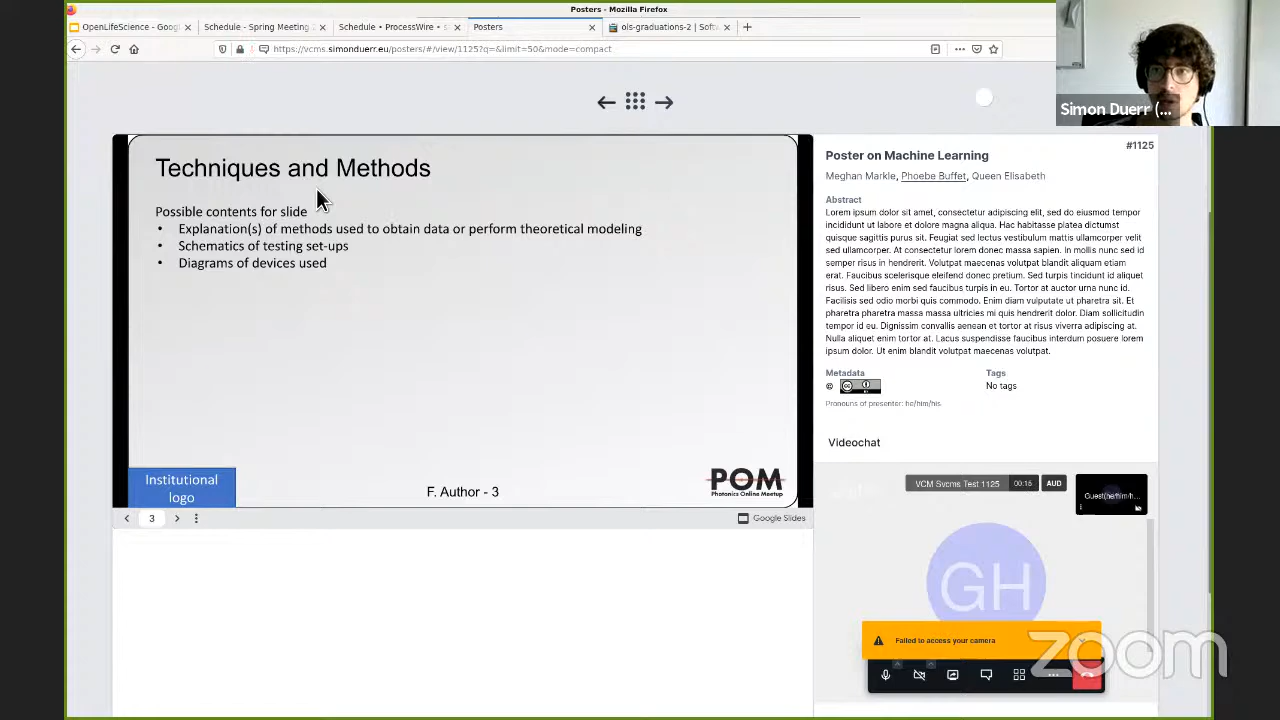 Posters - Mozilla Firefox
OpenLifeScience - Googl
Schedule - Spring Meeting 2
Schedule • ProcessWire • s
Posters
ols-graduations-2 | Softw
https://vcms.simonduerr.eu/posters/#/view/1125?q=&limit=50&mode=compact
Simon Duerr (...
Techniques and Methods
Possible contents for slide
• Explanation(s) of methods used to obtain data or perform theoretical modeling
• Schematics of testing set-ups
• Diagrams of devices used
Institutional
logo
F. Author - 3
POM
Photonics Online Meetup
3
Google Slides
#1125
Poster on Machine Learning
Meghan Markle, Phoebe Buffet, Queen Elisabeth
Abstract
Lorem ipsum dolor sit amet, consectetur adipiscing elit, sed do eiusmod tempor
incididunt ut labore et dolore magna aliqua. Hac habitasse platea dictumst
quisque sagittis purus sit. Feugiat sed lectus vestibulum mattis ullamcorper velit
sed ullamcorper. At consectetur lorem donec massa sapien. In mollis nunc sed id
semper risus in hendrerit. Volutpat maecenas volutpat blandit aliquam etiam
erat. Faucibus scelerisque eleifend donec pretium. Sed turpis tincidunt id aliquet
risus. Sed libero enim sed faucibus turpis in eu. Tortor at auctor urna nunc id.
Facilisis sed odio morbi quis commodo. Enim diam vulputate ut pharetra sit. Et
pharetra pharetra massa massa ultricies mi quis hendrerit dolor. Diam sollicitudin
tempor id eu. Dignissim convallis aenean et tortor at risus viverra adipiscing at.
Nulla aliquet enim tortor at. Lacus suspendisse faucibus interdum posuere lorem
ipsum dolor. Ut enim blandit volutpat maecenas volutpat.
Metadata
Tags
© cc BY
No tags
Pronouns of presenter: he/him/his
Videochat
VCM Svcms Test 1125
00:15
AUD
Guest(he/him/h...
GH
Failed to access your camera
zoom